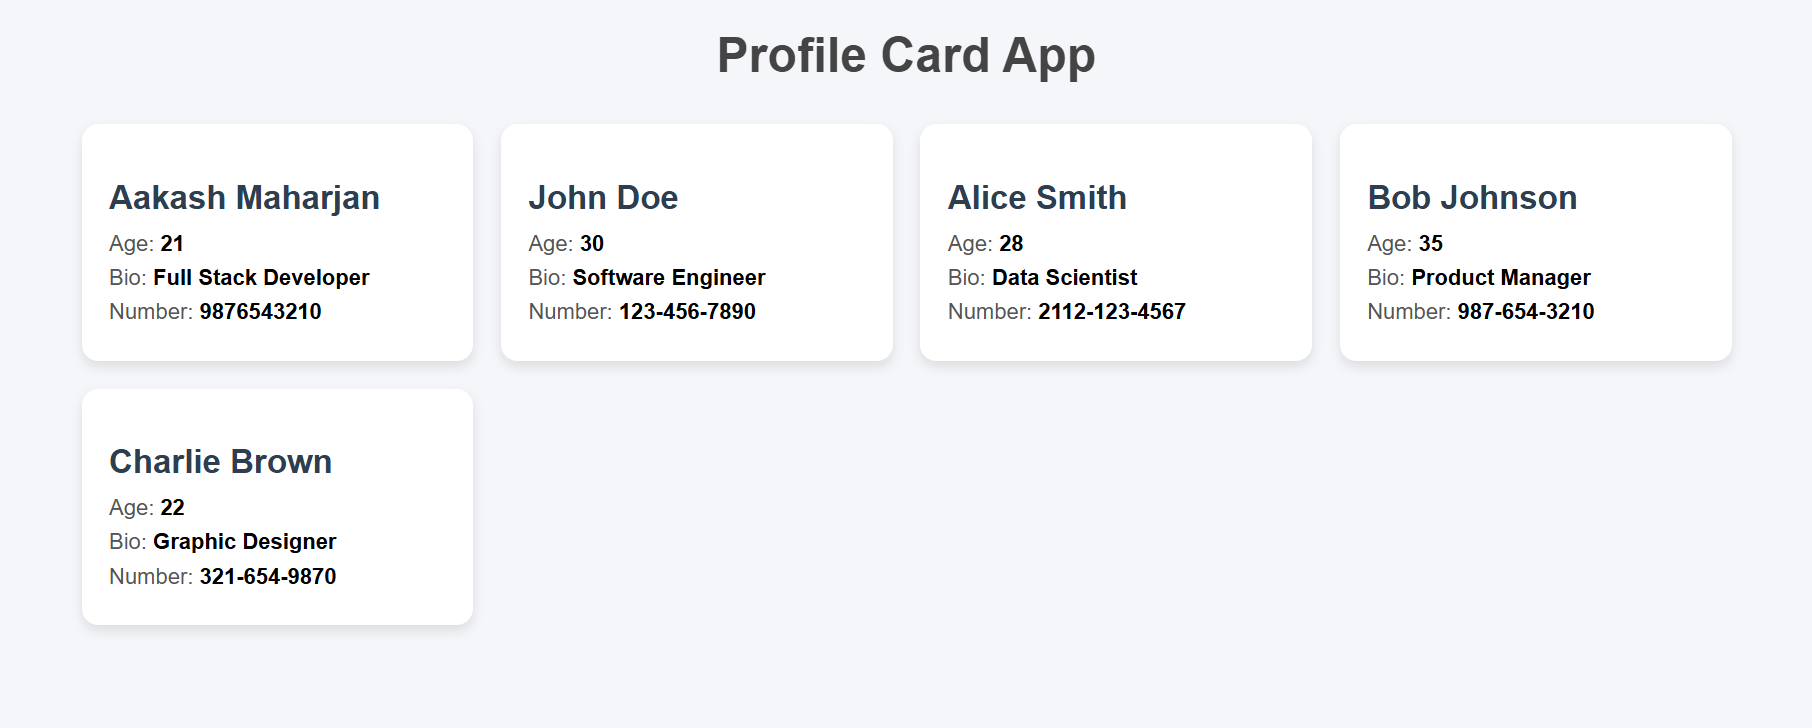 Profile Card App
Aakash Maharjan
Age: 21
Bio: Full Stack Developer
Number: 9876543210
John Doe
Age: 30
Bio: Software Engineer
Number: 123-456-7890
Alice Smith
Age: 28
Bio: Data Scientist
Number: 2112-123-4567
Bob Johnson
Age: 35
Bio: Product Manager
Number: 987-654-3210
Charlie Brown
Age: 22
Bio: Graphic Designer
Number: 321-654-9870